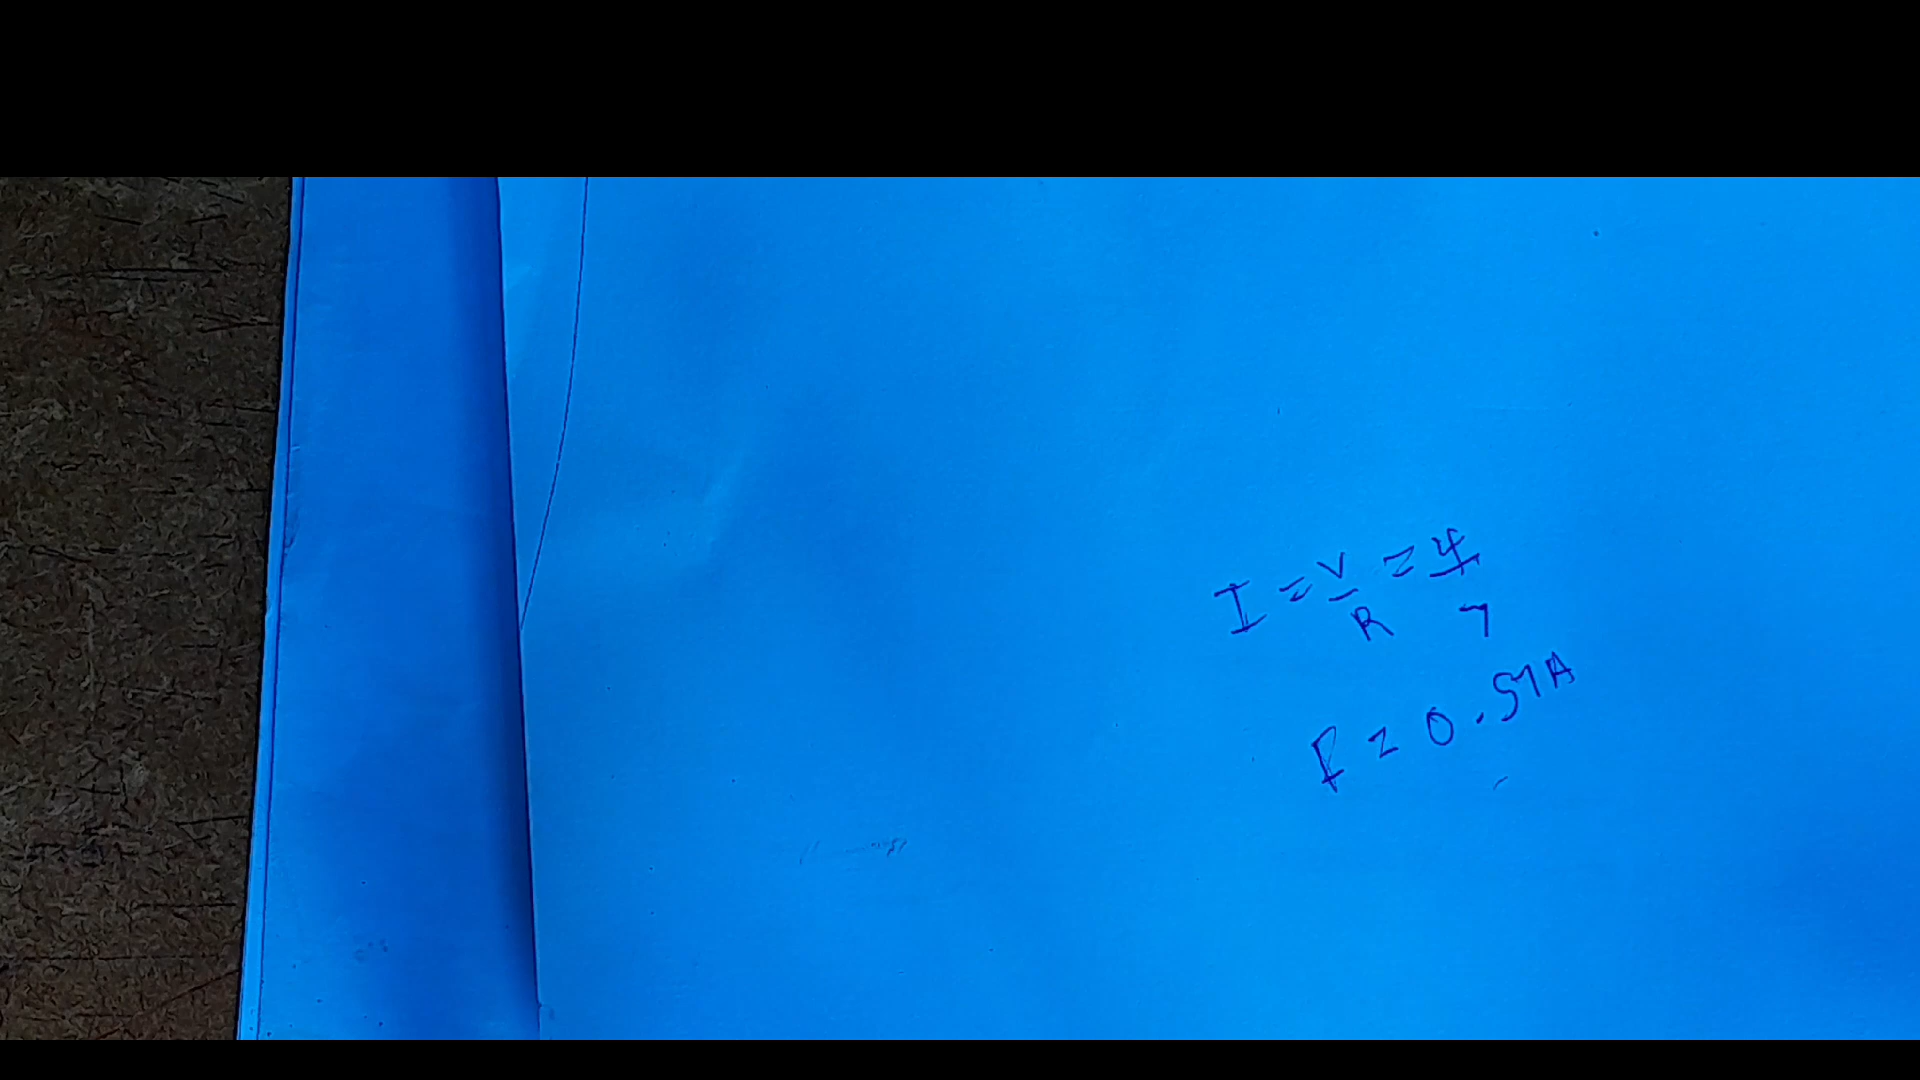 I = V/R = 4/7
I = 0.57A